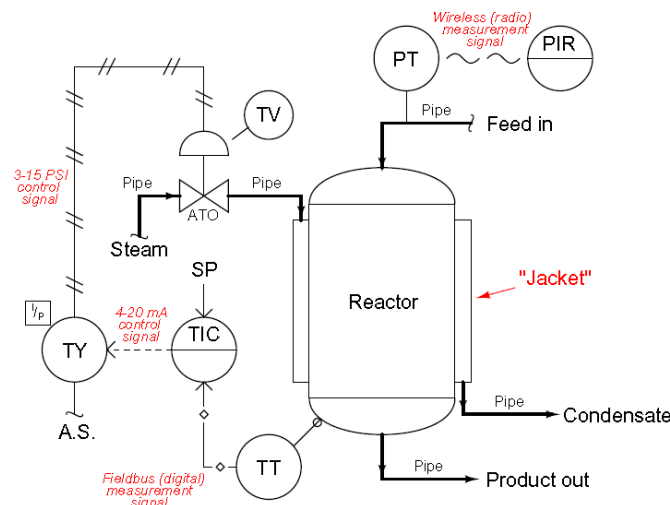 Wireless (radio)
measurement
signal
PT
PIR
Pipe
Feed in
TV
3-15 PSI
control
signal
Pipe
Pipe
ATO
Steam
"Jacket"
SP
Reactor
I/P
4-20 mA
control
signal
TY
TIC
A.S.
Pipe
Condensate
TT
Fieldbus (digital)
measurement
signal
Pipe
Product out